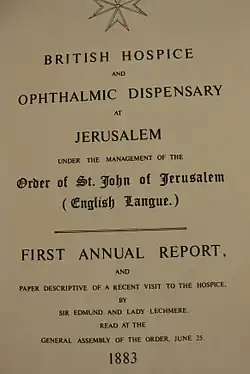 BRITISH HOSPICE
AND
OPHTHALMIC DISPENSARY
AT
JERUSALEM
UNDER THE MANAGEMENT OF THE
Order of St. John of Jerusalem
(English Langue.)
FIRST ANNUAL REPORT,
AND
PAPER DESCRIPTIVE OF A RECENT VISIT TO THE HOSPICE,
BY
SIR EDMUND AND LADY LECHMERE.
READ AT THE
GENERAL ASSEMBLY OF THE ORDER, JUNE 25.
1883